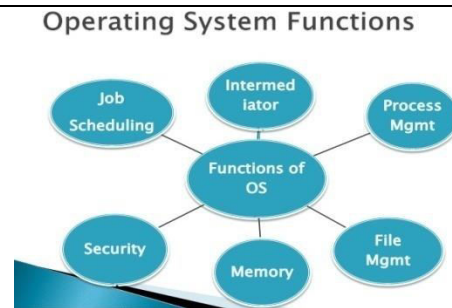 Operating System Functions
Intermed
iator
Job
Scheduling
Process
Mgmt
Functions of
OS
Security
Memory
File
Mgmt